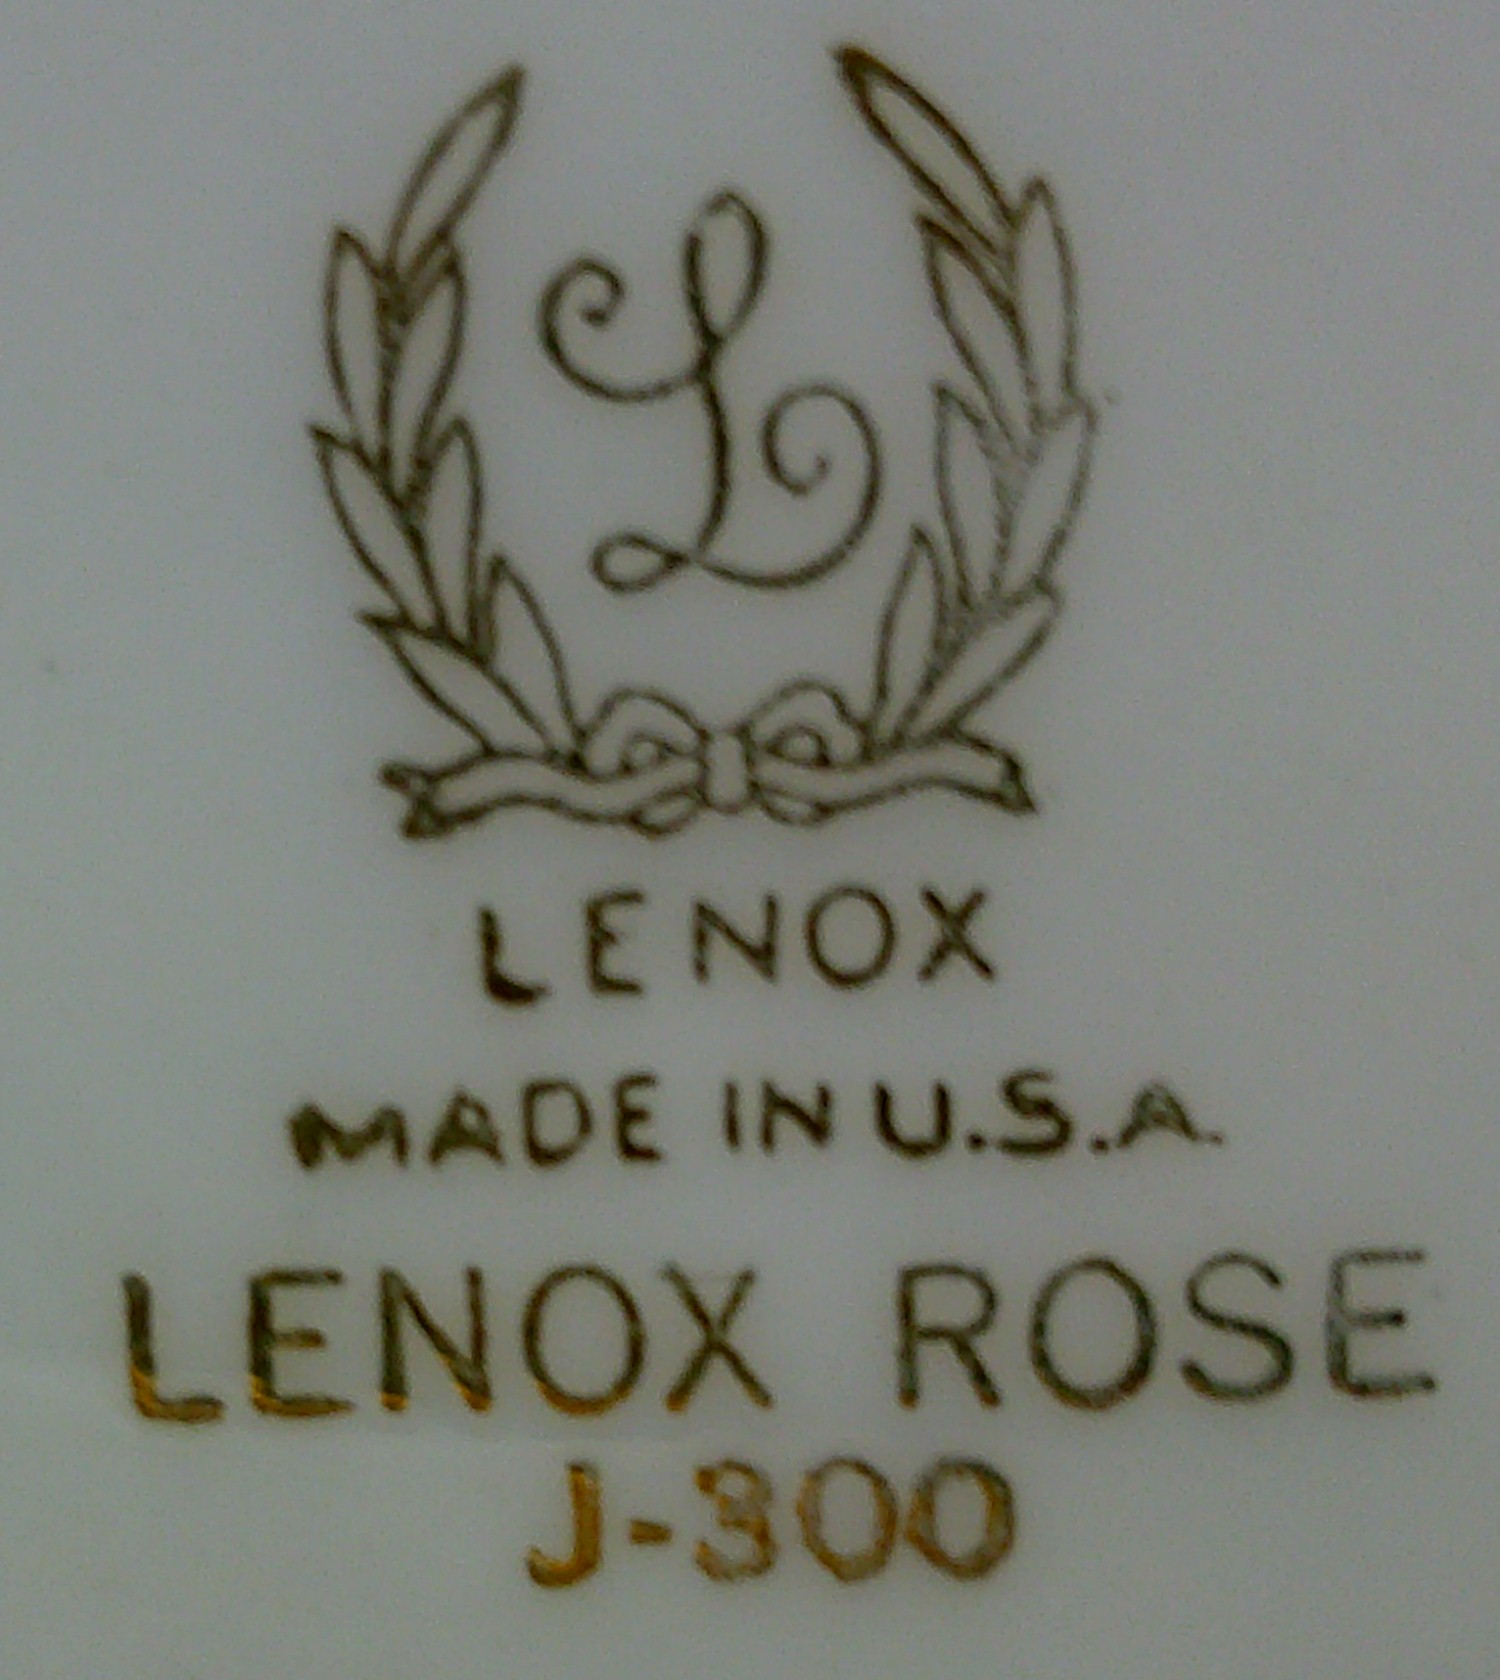 L
LENOX
MADE IN U.S.A.
LENOX ROSE
J-300